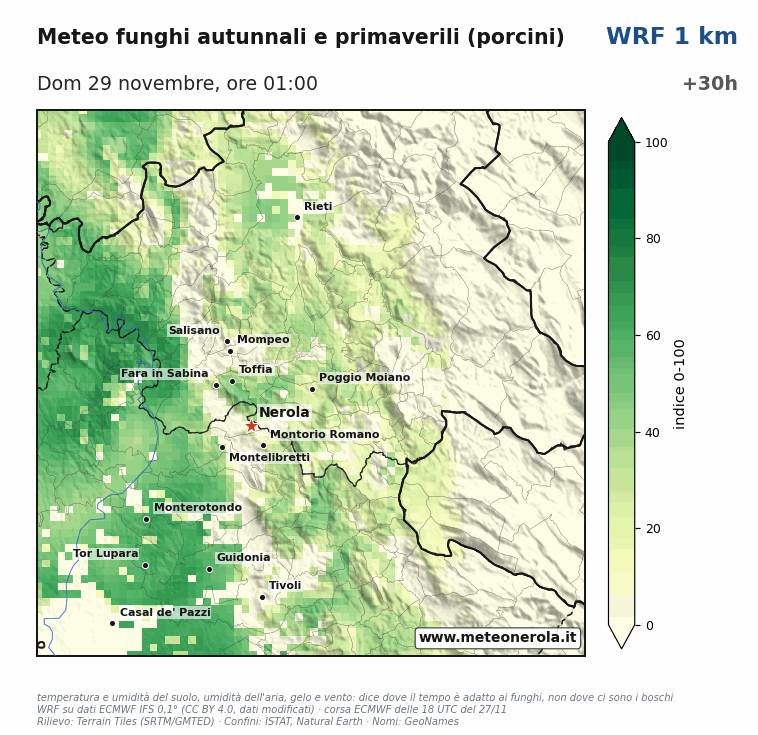 Meteo funghi autunnali e primaverili (porcini)
WRF 1 km
Dom 29 novembre, ore 01:00
+30h
Rieti
Salisano
Mompeo
Fara in Sabina
Toffia
Poggio Moiano
Nerola
Montorio Romano
Montelibretti
Monterotondo
Tor Lupara
Guidonia
Tivoli
Casal de' Pazzi
www.meteonerola.it
100
80
60
40
20
0
indice 0-100
temperatura e umidità del suolo, umidità dell'aria, gelo e vento: dice dove il tempo è adatto ai funghi, non dove ci sono i boschi
WRF su dati ECMWF IFS 0,1° (CC BY 4.0, dati modificati) · corsa ECMWF delle 18 UTC del 27/11
Rilievo: Terrain Tiles (SRTM/GMTED) · Confini: ISTAT, Natural Earth · Nomi: GeoNames